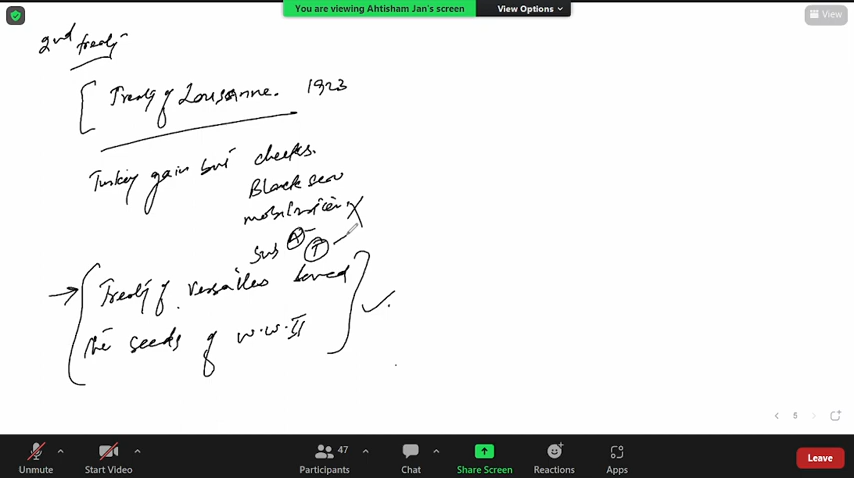 You are viewing Ahtisham Jan's screen
View Options
View
2nd treaty
Treaty of Lousanne. 1923
Turkey gain but checks.
Black sea
mobilization X
sub A
T
→ Treaty of Versailles
the seeds of W.W.II
5
Unmute
Start Video
47
Participants
Chat
Share Screen
Reactions
Apps
Leave